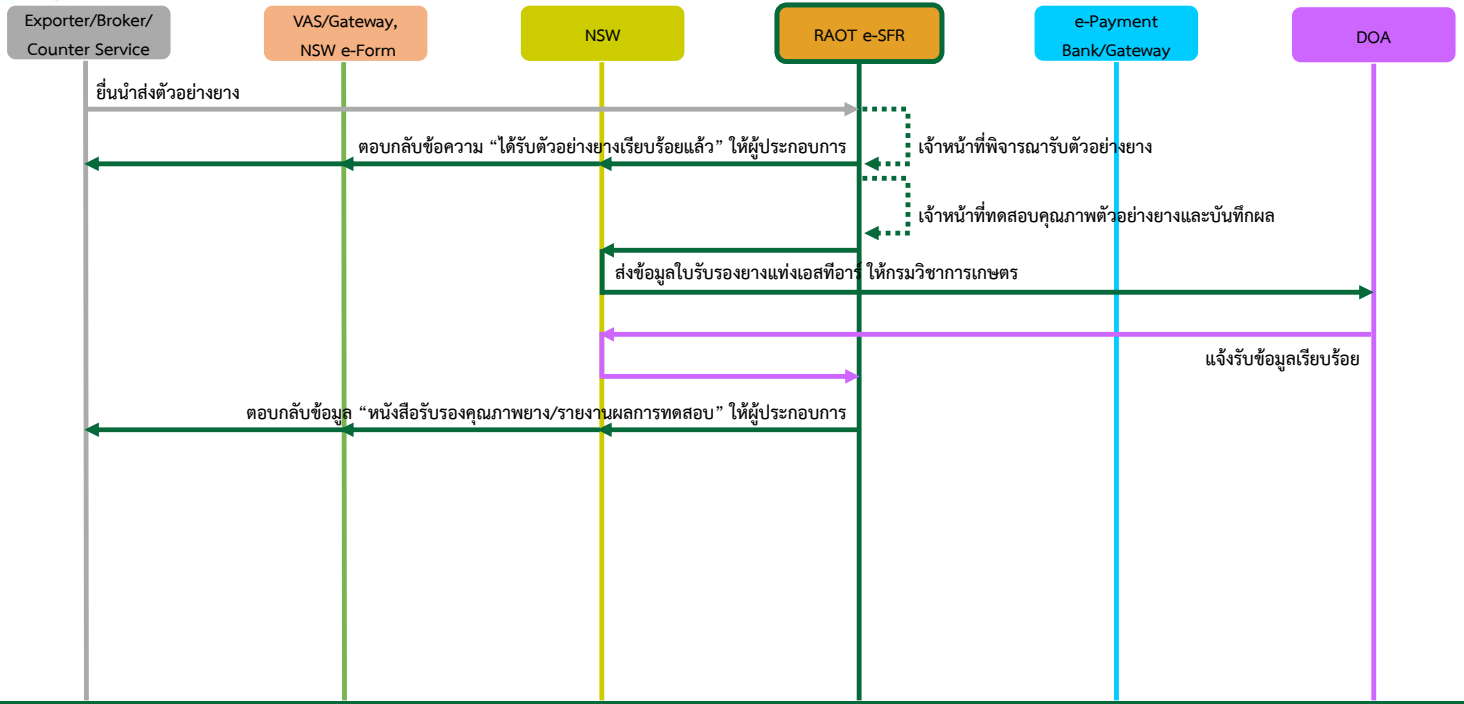 Exporter/Broker/
Counter Service
VAS/Gateway,
NSW e-Form
NSW
RAOT e-SFR
e-Payment
Bank/Gateway
DOA
ยื่นนำส่งตัวอย่างยาง
ตอบกลับข้อความ “ได้รับตัวอย่างยางเรียบร้อยแล้ว” ให้ผู้ประกอบการ
เจ้าหน้าที่พิจารณารับตัวอย่างยาง
เจ้าหน้าที่ทดสอบคุณภาพตัวอย่างยางและบันทึกผล
ส่งข้อมูลใบรับรองยางแท่งเอสทีอาร์ ให้กรมวิชาการเกษตร
แจ้งรับข้อมูลเรียบร้อย
ตอบกลับข้อมูล “หนังสือรับรองคุณภาพยาง/รายงานผลการทดสอบ” ให้ผู้ประกอบการ